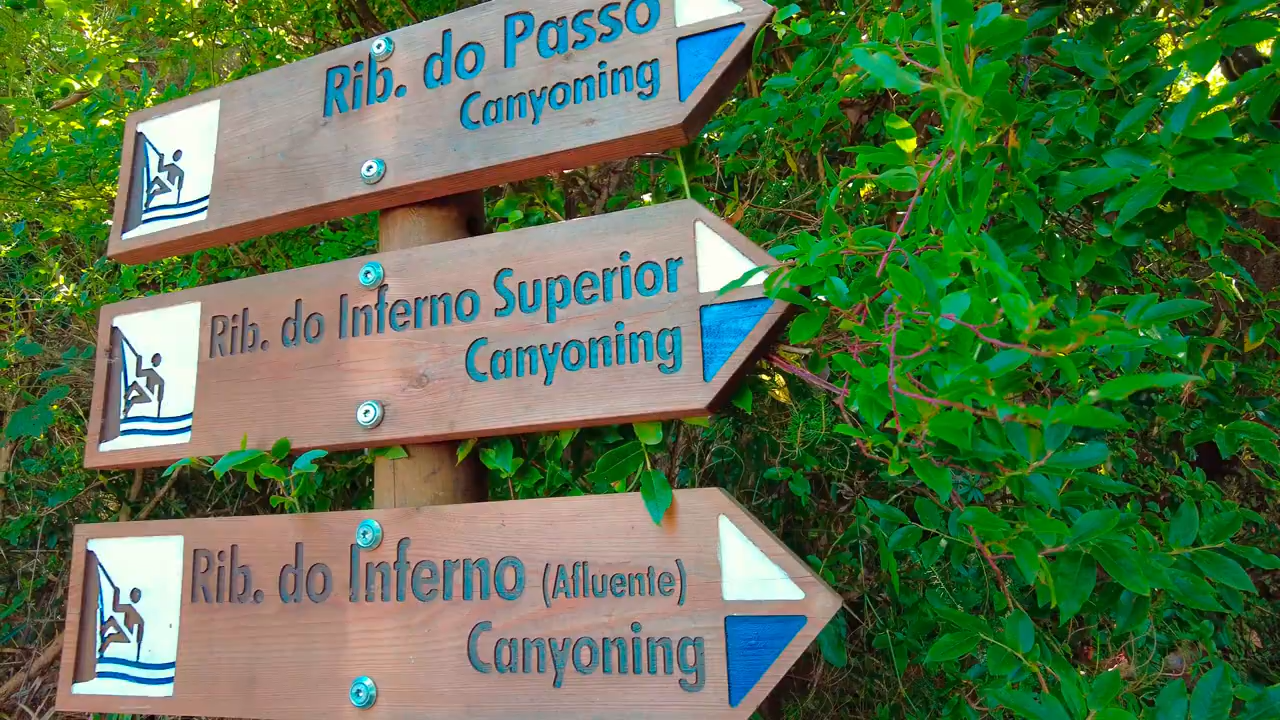 Rib. do Passo
Canyoning
Rib. do Inferno Superior
Canyoning
Rib. do Inferno (Afluente)
Canyoning